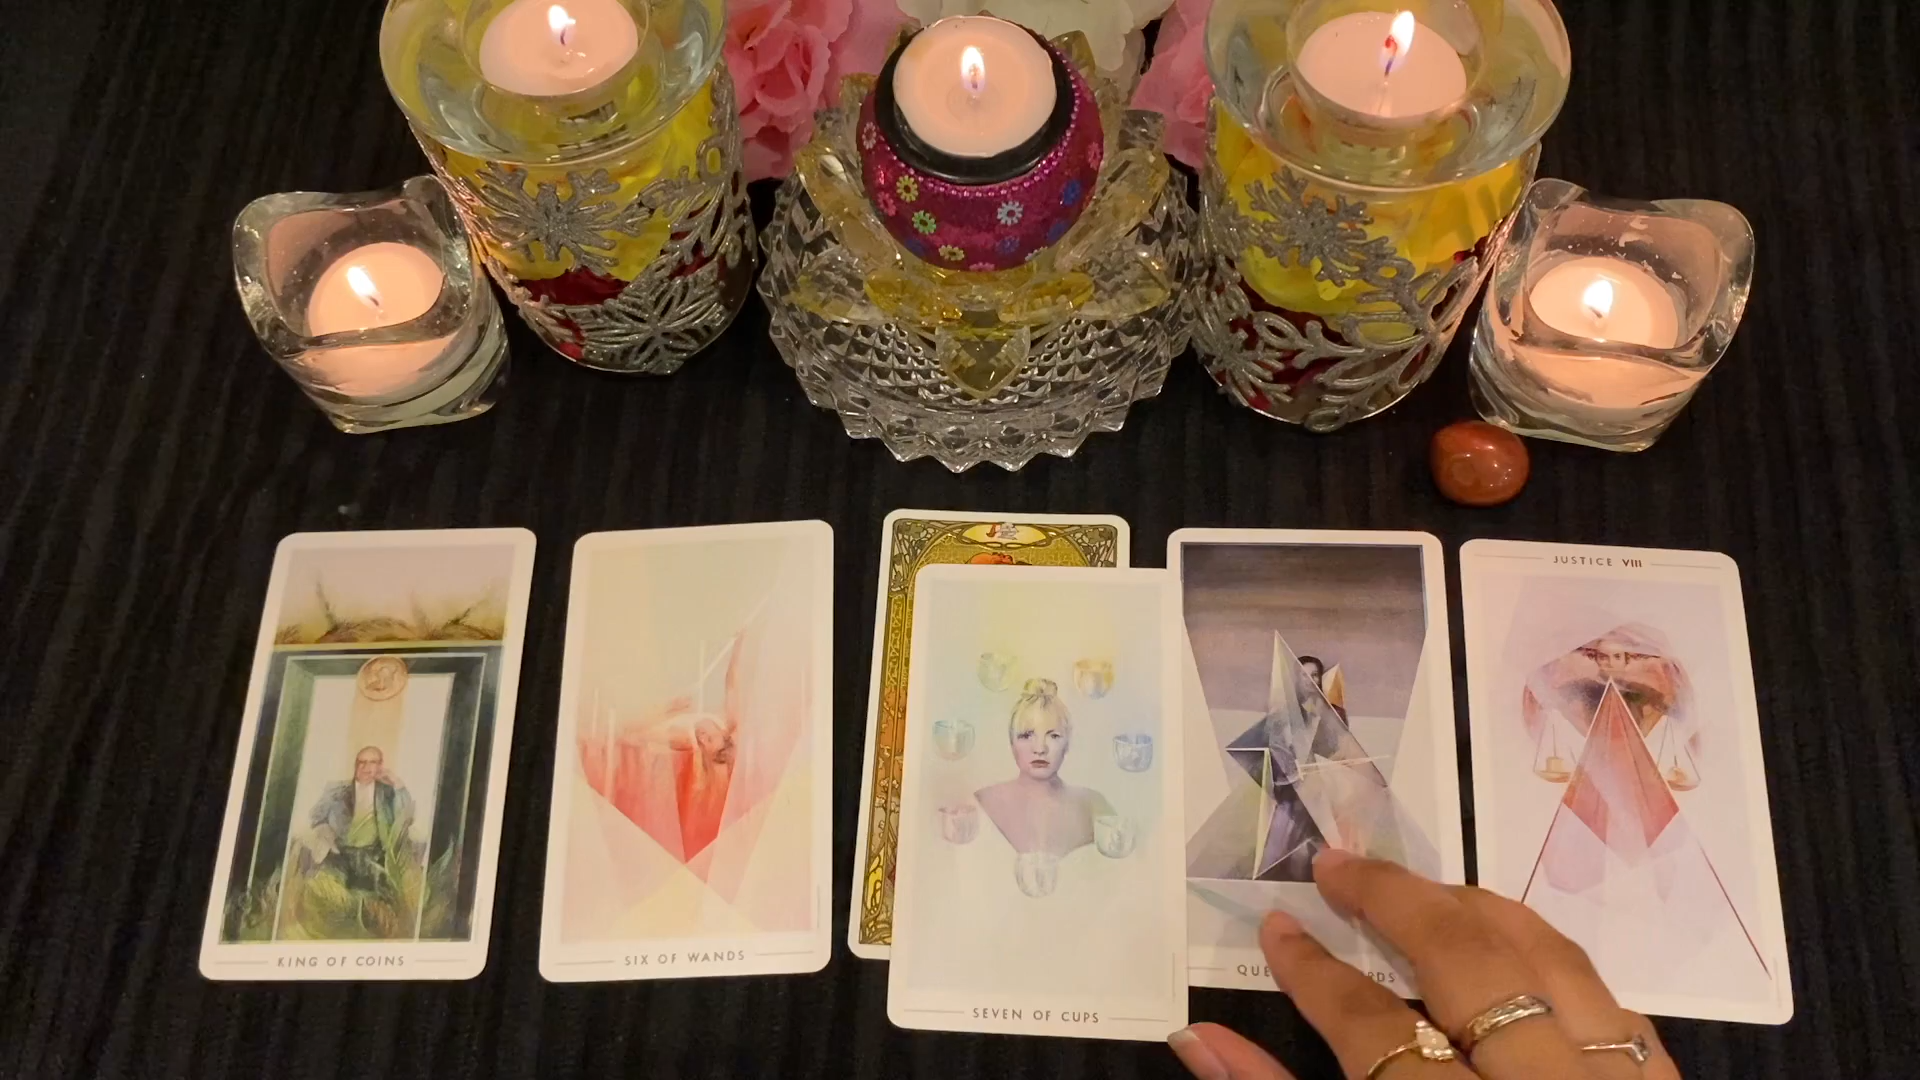 JUSTICE VIII
KING OF COINS
SIX OF WANDS
SEVEN OF CUPS